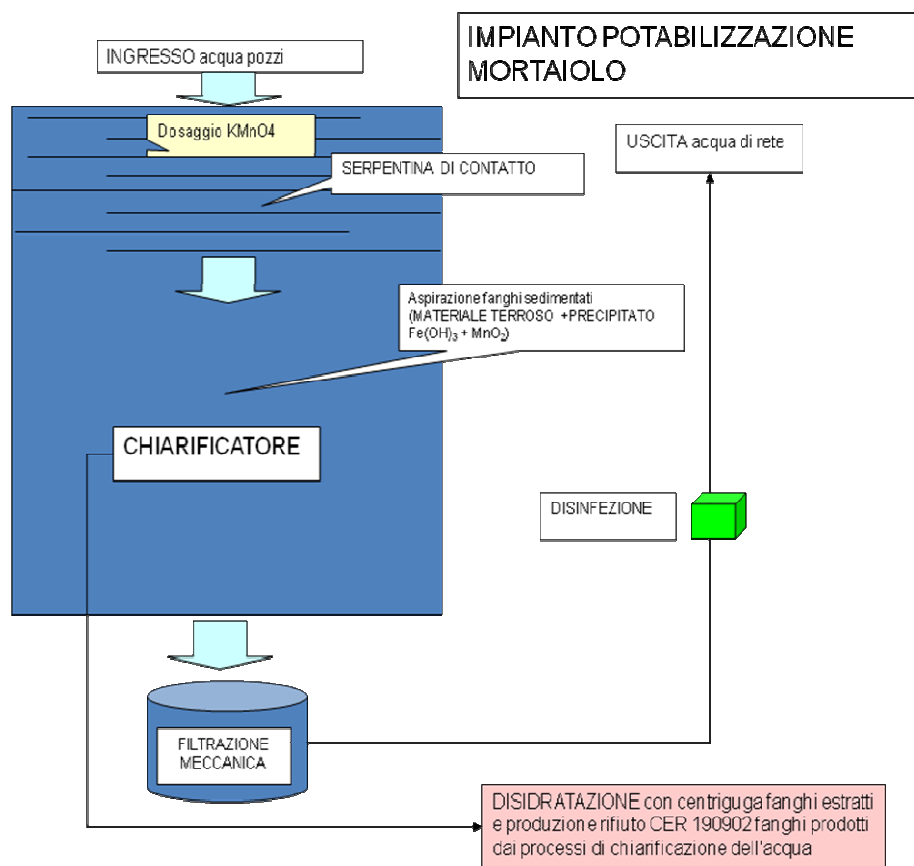 IMPIANTO POTABILIZZAZIONE
MORTAIOLO
INGRESSO acqua pozzi
Dosaggio KMnO4
SERPENTINA DI CONTATTO
USCITA acqua di rete
Aspirazione fanghi sedimentati
(MATERIALE TERROSO +PRECIPITATO
Fe(OH)₃ + MnO₂)
CHIARIFICATORE
DISINFEZIONE
FILTRAZIONE
MECCANICA
DISIDRATAZIONE con centriguga fanghi estratti
e produzione rifiuto CER 190902 fanghi prodotti
dai processi di chiarificazione dell'acqua